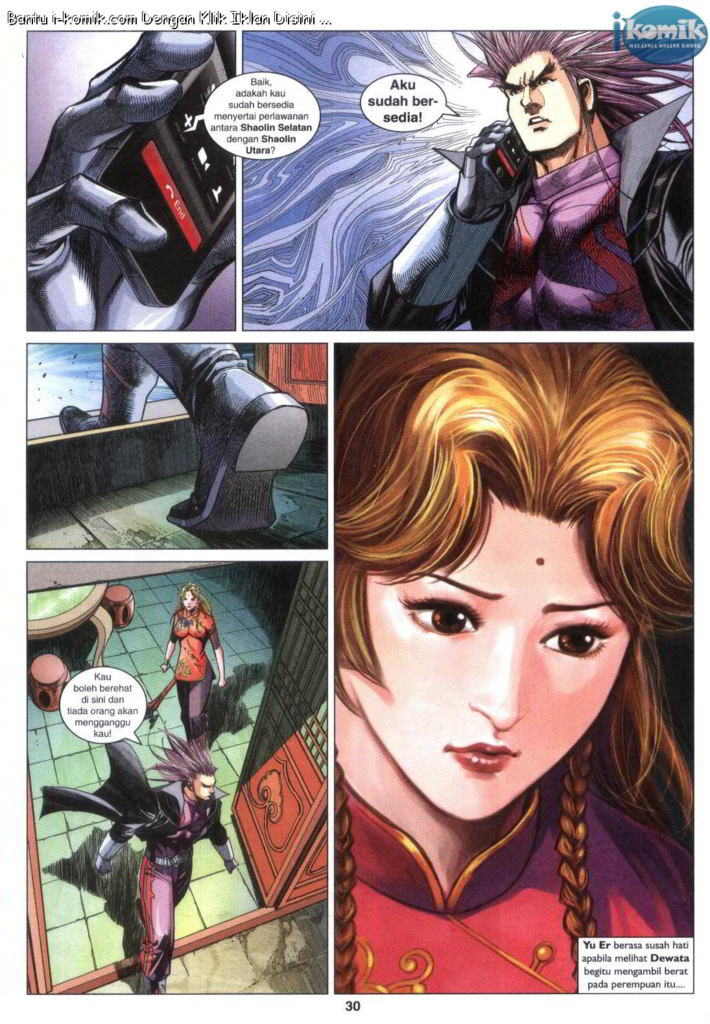 Bantu i-komik.com Dengan Klik Iklan Disini ...
ikomik
MALAYSIA ONLINE KOMIK
Baik,
adakah kau
sudah bersedia
menyertai perlawanan
antara Shaolin Selatan
dengan Shaolin
Utara?
End
Aku
sudah ber-
sedia!
Kau
boleh berehat
di sini dan
tiada orang akan
mengganggu
kau!
Yu Er berasa susah hati
apabila melihat Dewata
begitu mengambil berat
pada perempuan itu....
30